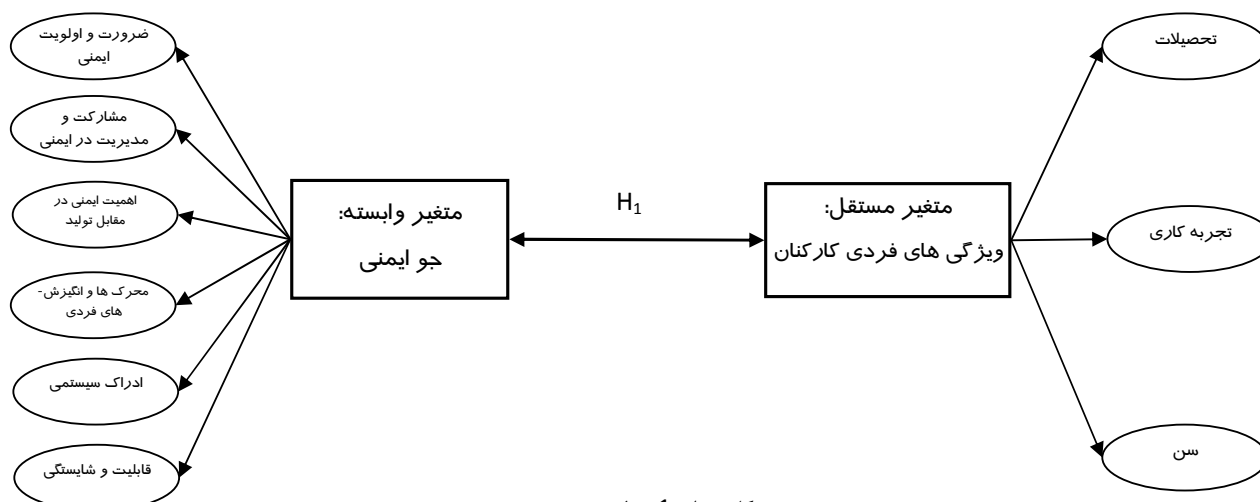 ضرورت و اولویت
ایمنی
مشارکت و
مدیریت در ایمنی
اهمیت ایمنی در
مقابل تولید
محرک ها و انگیزش-
های فردی
ادراک سیستمی
قابلیت و شایستگی
متغیر وابسته:
جو ایمنی
H₁
متغیر مستقل:
ویژگی های فردی کارکنان
تحصیلات
تجربه کاری
سن